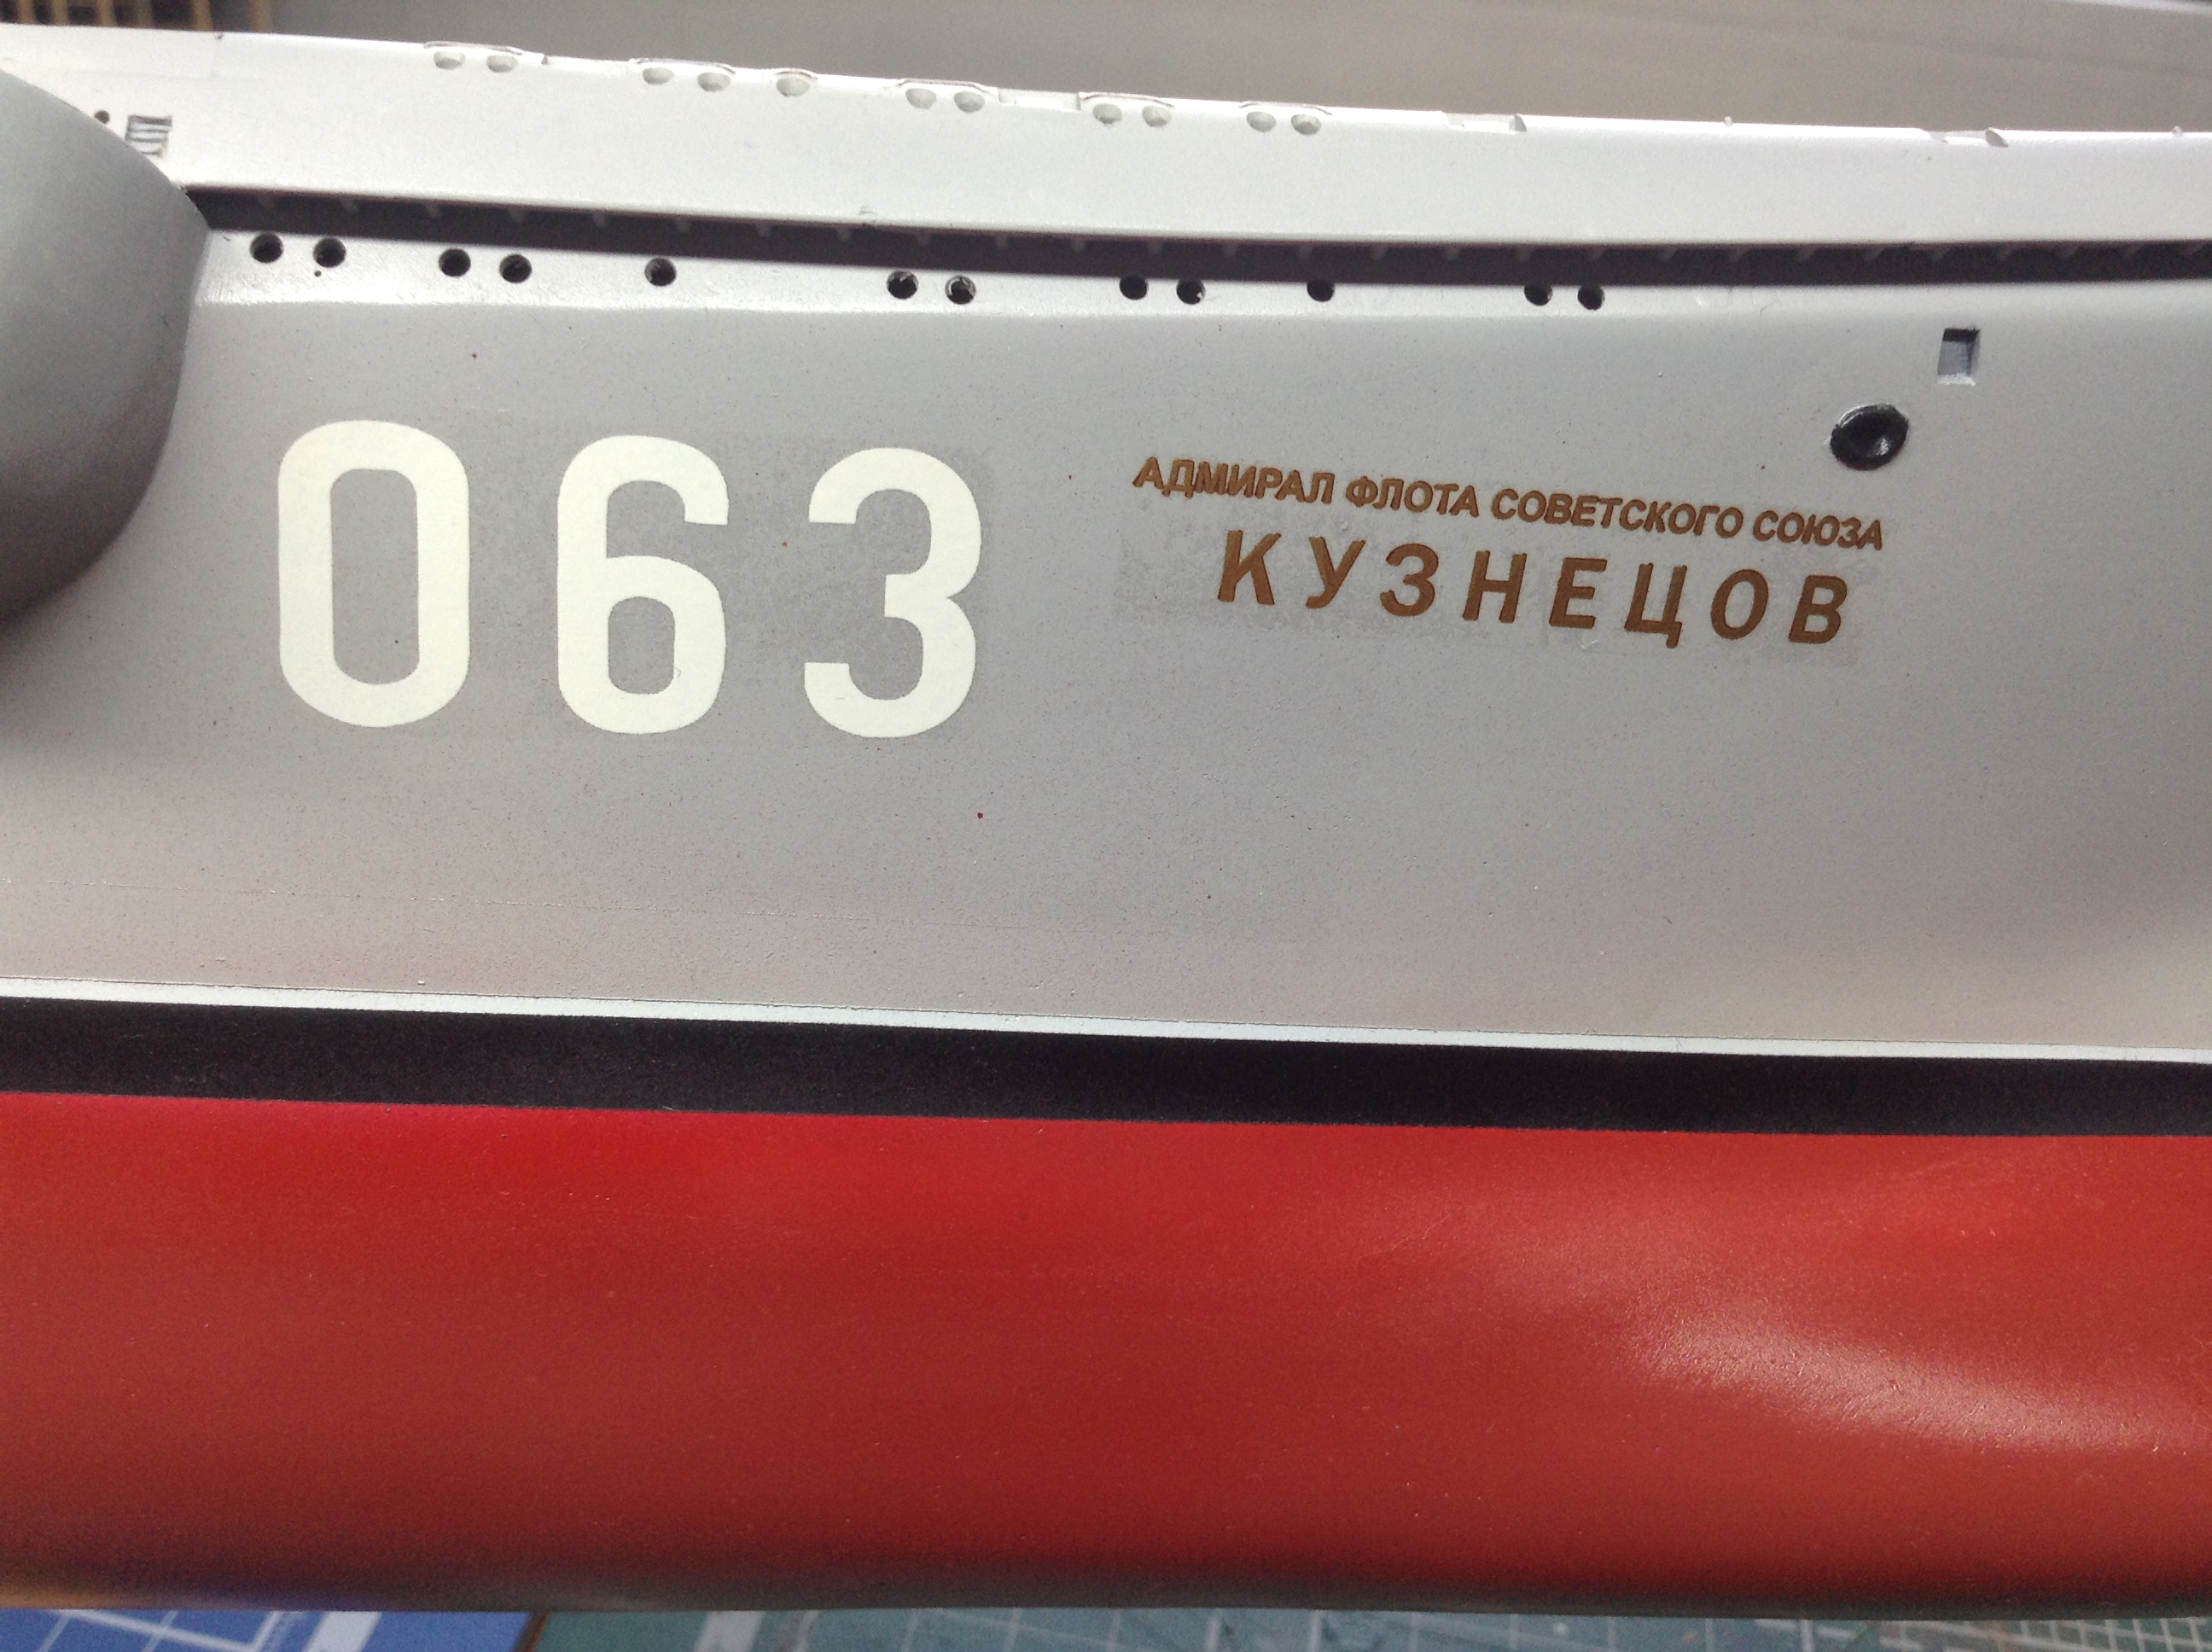 063
АДМИРАЛ ФЛОТА СОВЕТСКОГО СОЮЗА
КУЗНЕЦОВ